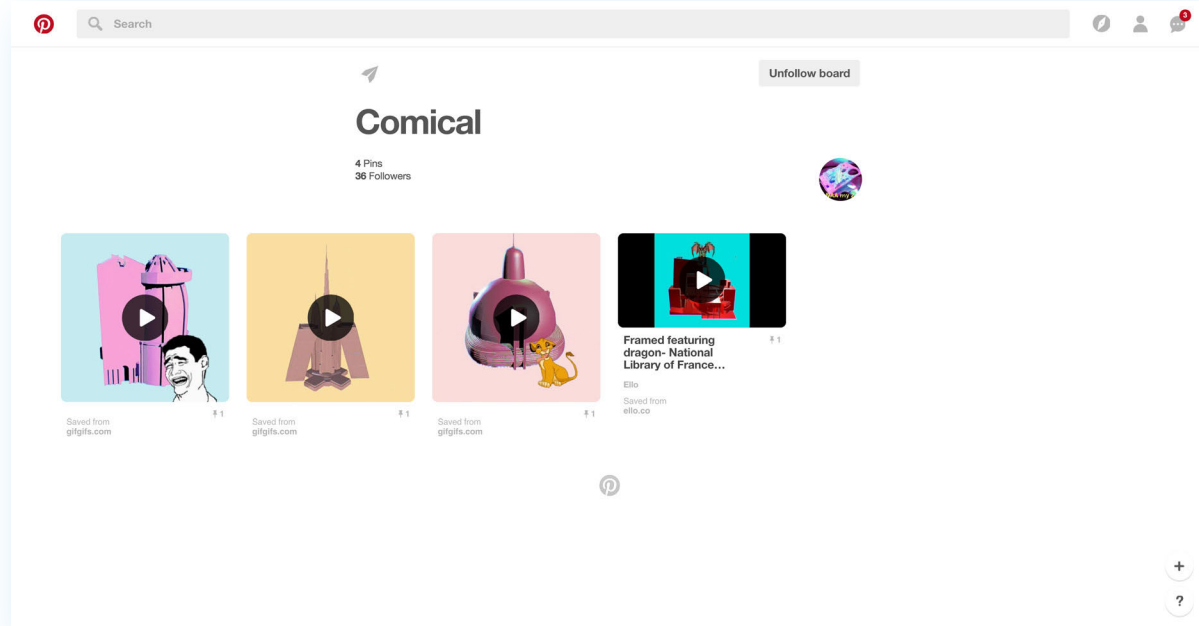 Search
3
Unfollow board
Comical
4 Pins
36 Followers
1
Saved from
gifgifs.com
1
Saved from
gifgifs.com
1
Saved from
gifgifs.com
Framed featuring
dragon- National
Library of France…
1
Ello
Saved from
ello.co
+
?